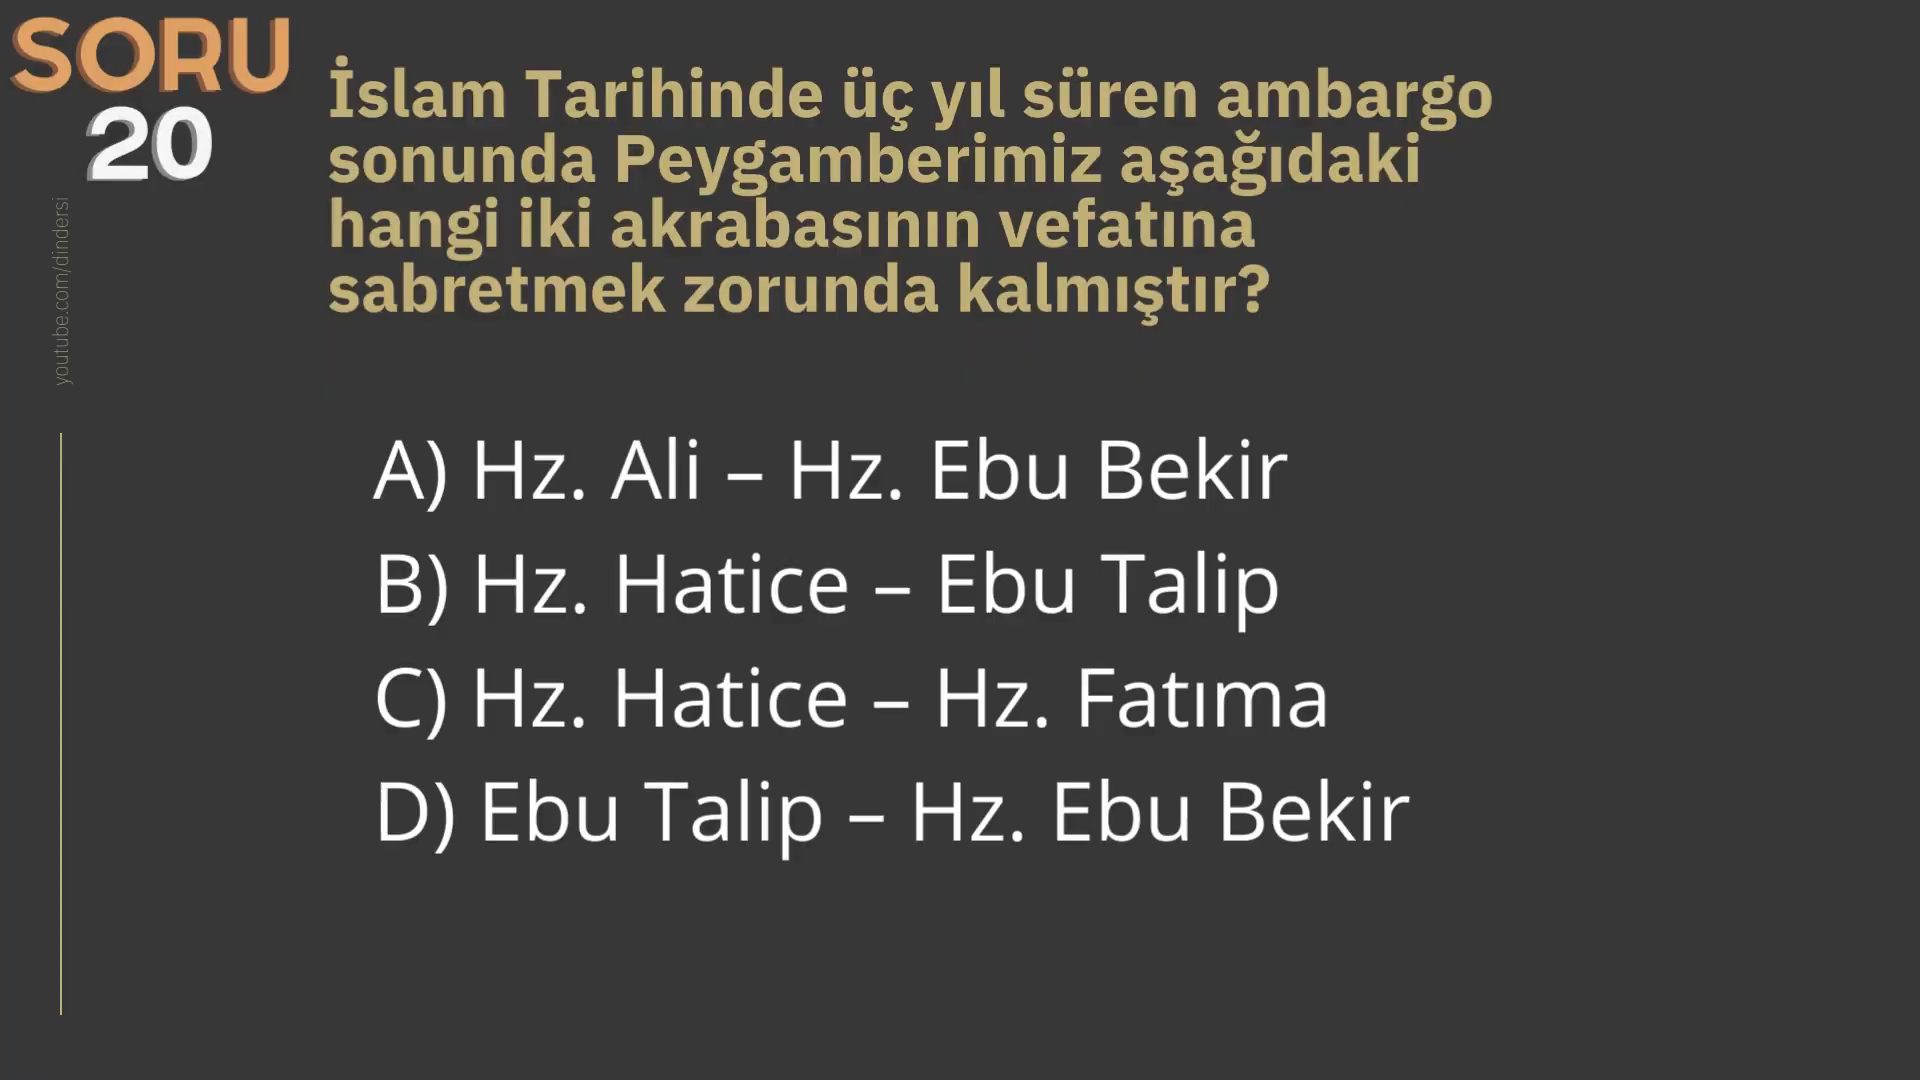 SORU
20
youtube.com/dindersi
İslam Tarihinde üç yıl süren ambargo
sonunda Peygamberimiz aşağıdaki
hangi iki akrabasının vefatına
sabretmek zorunda kalmıştır?
A) Hz. Ali – Hz. Ebu Bekir
B) Hz. Hatice – Ebu Talip
C) Hz. Hatice – Hz. Fatıma
D) Ebu Talip – Hz. Ebu Bekir